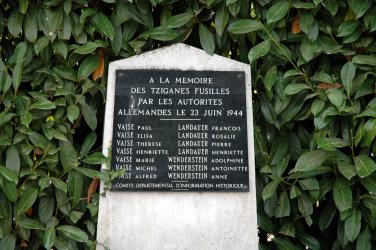 A LA MEMOIRE
DES TZIGANES FUSILLES
PAR LES AUTORITES
ALLEMANDES LE 23 JUIN 1944
VAISE PAUL LANDAUER FRANCOIS
VAISE ELISA LANDAUER ROSALIE
VAISE THERESE LANDAUER PIERRE
VAISE HENRIETTE LANDAUER HENRIETTE
VAISE MARIE WENDERSTEIN ADOLPHINE
VAISE MICHEL WENDERSTEIN ANTOINETTE
VAISE ALFRED WENDERSTEIN ANNE
COMITE DEPARTEMENTAL D'INFORMATION HISTORIQUE